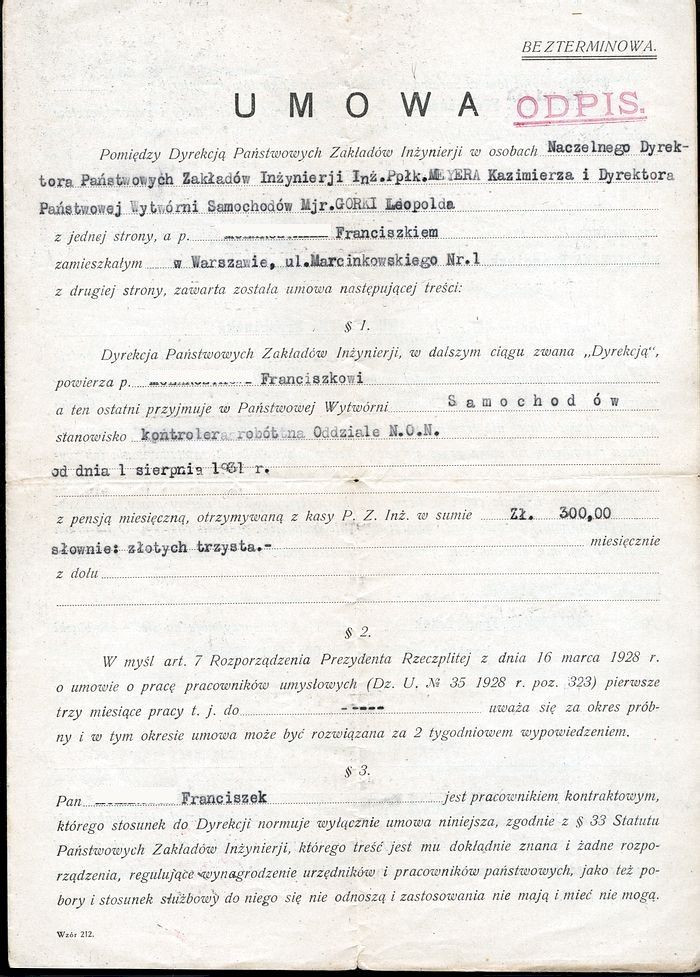 BEZTERMINOWA.
UMOWA ODPIS.
Pomiędzy Dyrekcją Państwowych Zakładów Inżynierji w osobach Naczelnego Dyrek-
tora Państwowych Zakładów Inżynierji Inż.Ppłk.MEYERA Kazimierza i Dyrektora
Państwowej Wytwórni Samochodów Mjr.GORKI Leopolda
z jednej strony, a p. Franciszkiem
zamieszkałym w Warszawie, ul.Marcinkowskiego Nr.1
z drugiej strony, zawarta została umowa następującej treści:
§ 1.
Dyrekcja Państwowych Zakładów Inżynierji, w dalszym ciągu zwana „Dyrekcją",
powierza p. Franciszkowi
a ten ostatni przyjmuje w Państwowej Wytwórni Samochodów
stanowisko kontrolera robót na Oddziale N.O.N.
od dnia 1 sierpnia 1931 r.
z pensją miesięczną, otrzymywaną z kasy P. Z. Inż. w sumie Zł. 300,00
słownie: złotych trzysta.- miesięcznie
z dołu
§ 2.
W myśl art. 7 Rozporządzenia Prezydenta Rzeczplitej z dnia 16 marca 1928 r.
o umowie o pracę pracowników umysłowych (Dz. U. № 35 1928 r. poz. 323) pierwsze
trzy miesiące pracy t. j. do ----- uważa się za okres prób-
ny i w tym okresie umowa może być rozwiązana za 2 tygodniowem wypowiedzeniem.
§ 3.
Pan Franciszek jest pracownikiem kontraktowym,
którego stosunek do Dyrekcji normuje wyłącznie umowa niniejsza, zgodnie z § 33 Statutu
Państwowych Zakładów Inżynierji, którego treść jest mu dokładnie znana i żadne rozpo-
rządzenia, regulujące wynagrodzenie urzędników i pracowników państwowych, jako też po-
bory i stosunek służbowy do niego się nie odnoszą i zastosowania nie mają i mieć nie mogą.
Wzór 212.